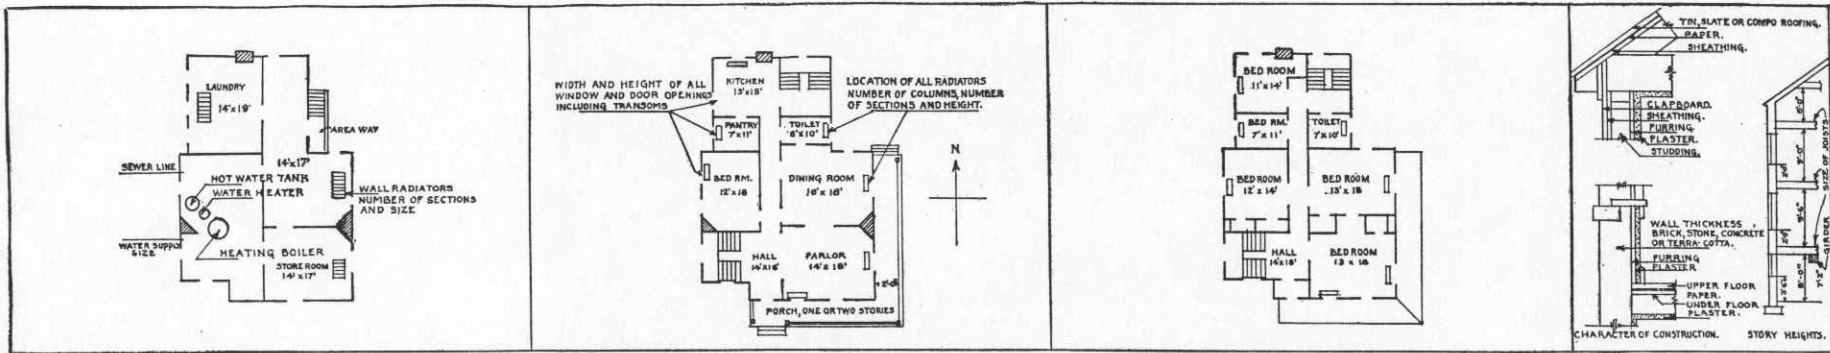 LAUNDRY
14'x19'
AREA WAY
SEWER LINE
14'x17'
HOT WATER TANK
WATER HEATER
WALL RADIATORS
NUMBER OF SECTIONS
AND SIZE
WATER SUPPLY
SIZE
HEATING BOILER
STORE ROOM
14'x17'
WIDTH AND HEIGHT OF ALL
WINDOW AND DOOR OPENINGS
INCLUDING TRANSOMS
KITCHEN
13'x15'
LOCATION OF ALL RADIATORS
NUMBER OF COLUMNS, NUMBER
OF SECTIONS AND HEIGHT.
PANTRY
7'x11'
TOILET
6'x10'
N
BED RM.
12'x18
DINING ROOM
16'x18'
HALL
14'x18'
PARLOR
14'x18'
PORCH, ONE OR TWO STORIES
BED ROOM
11'x14'
BED RM.
7'x11'
TOILET
7'x10'
BED ROOM
12'x14'
BED ROOM
13'x18
HALL
14'x18'
BED ROOM
13x18
TIN, SLATE OR COMPO ROOFING.
PAPER.
SHEATHING.
CLAPBOARD.
SHEATHING.
FURRING.
PLASTER.
STUDDING.
WALL THICKNESS,
BRICK, STONE, CONCRETE
OR TERRA-COTTA.
FURRING
PLASTER
UPPER FLOOR
PAPER.
UNDER FLOOR
PLASTER.
CHARACTER OF CONSTRUCTION.
SIZE OF JOISTS
GIRDER
9'-0"
9'-6"
8'-0"
STORY HEIGHTS.